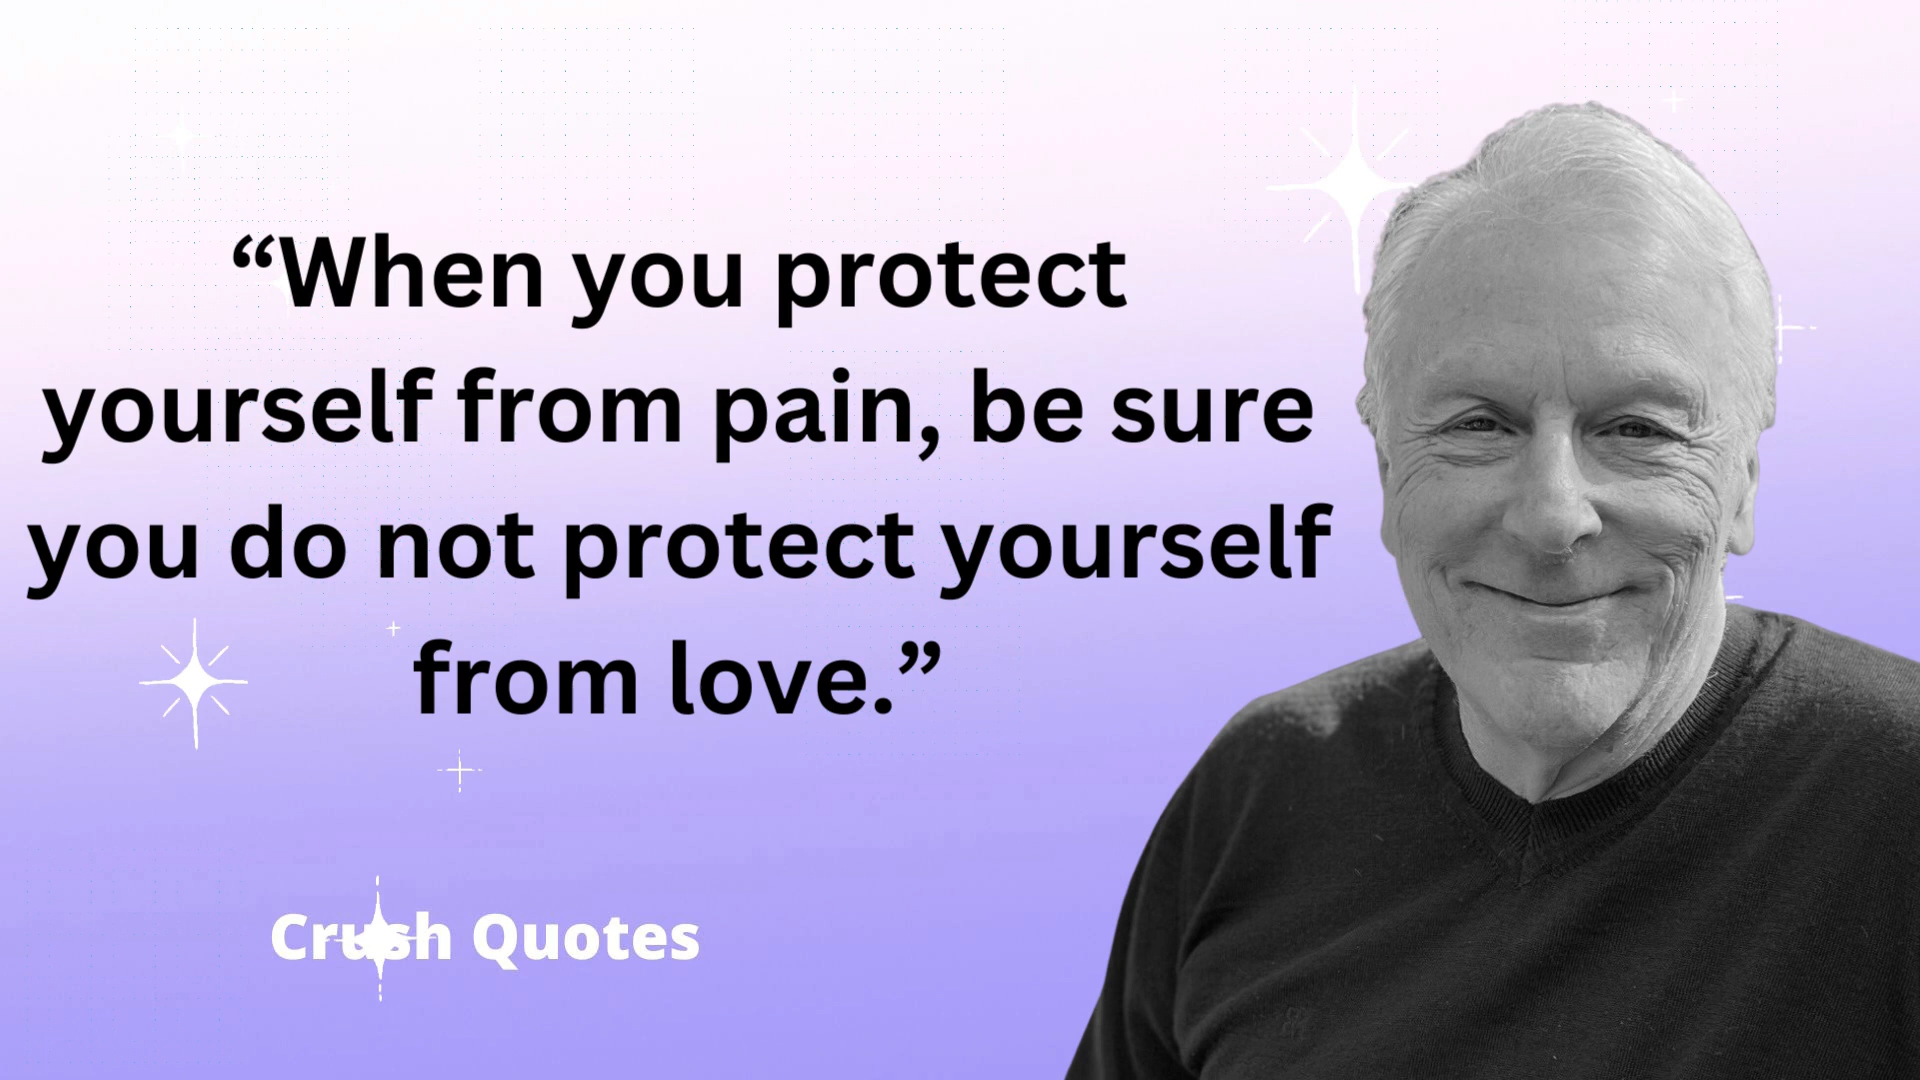 “When you protect
yourself from pain, be sure
you do not protect yourself
from love.”
Crush Quotes